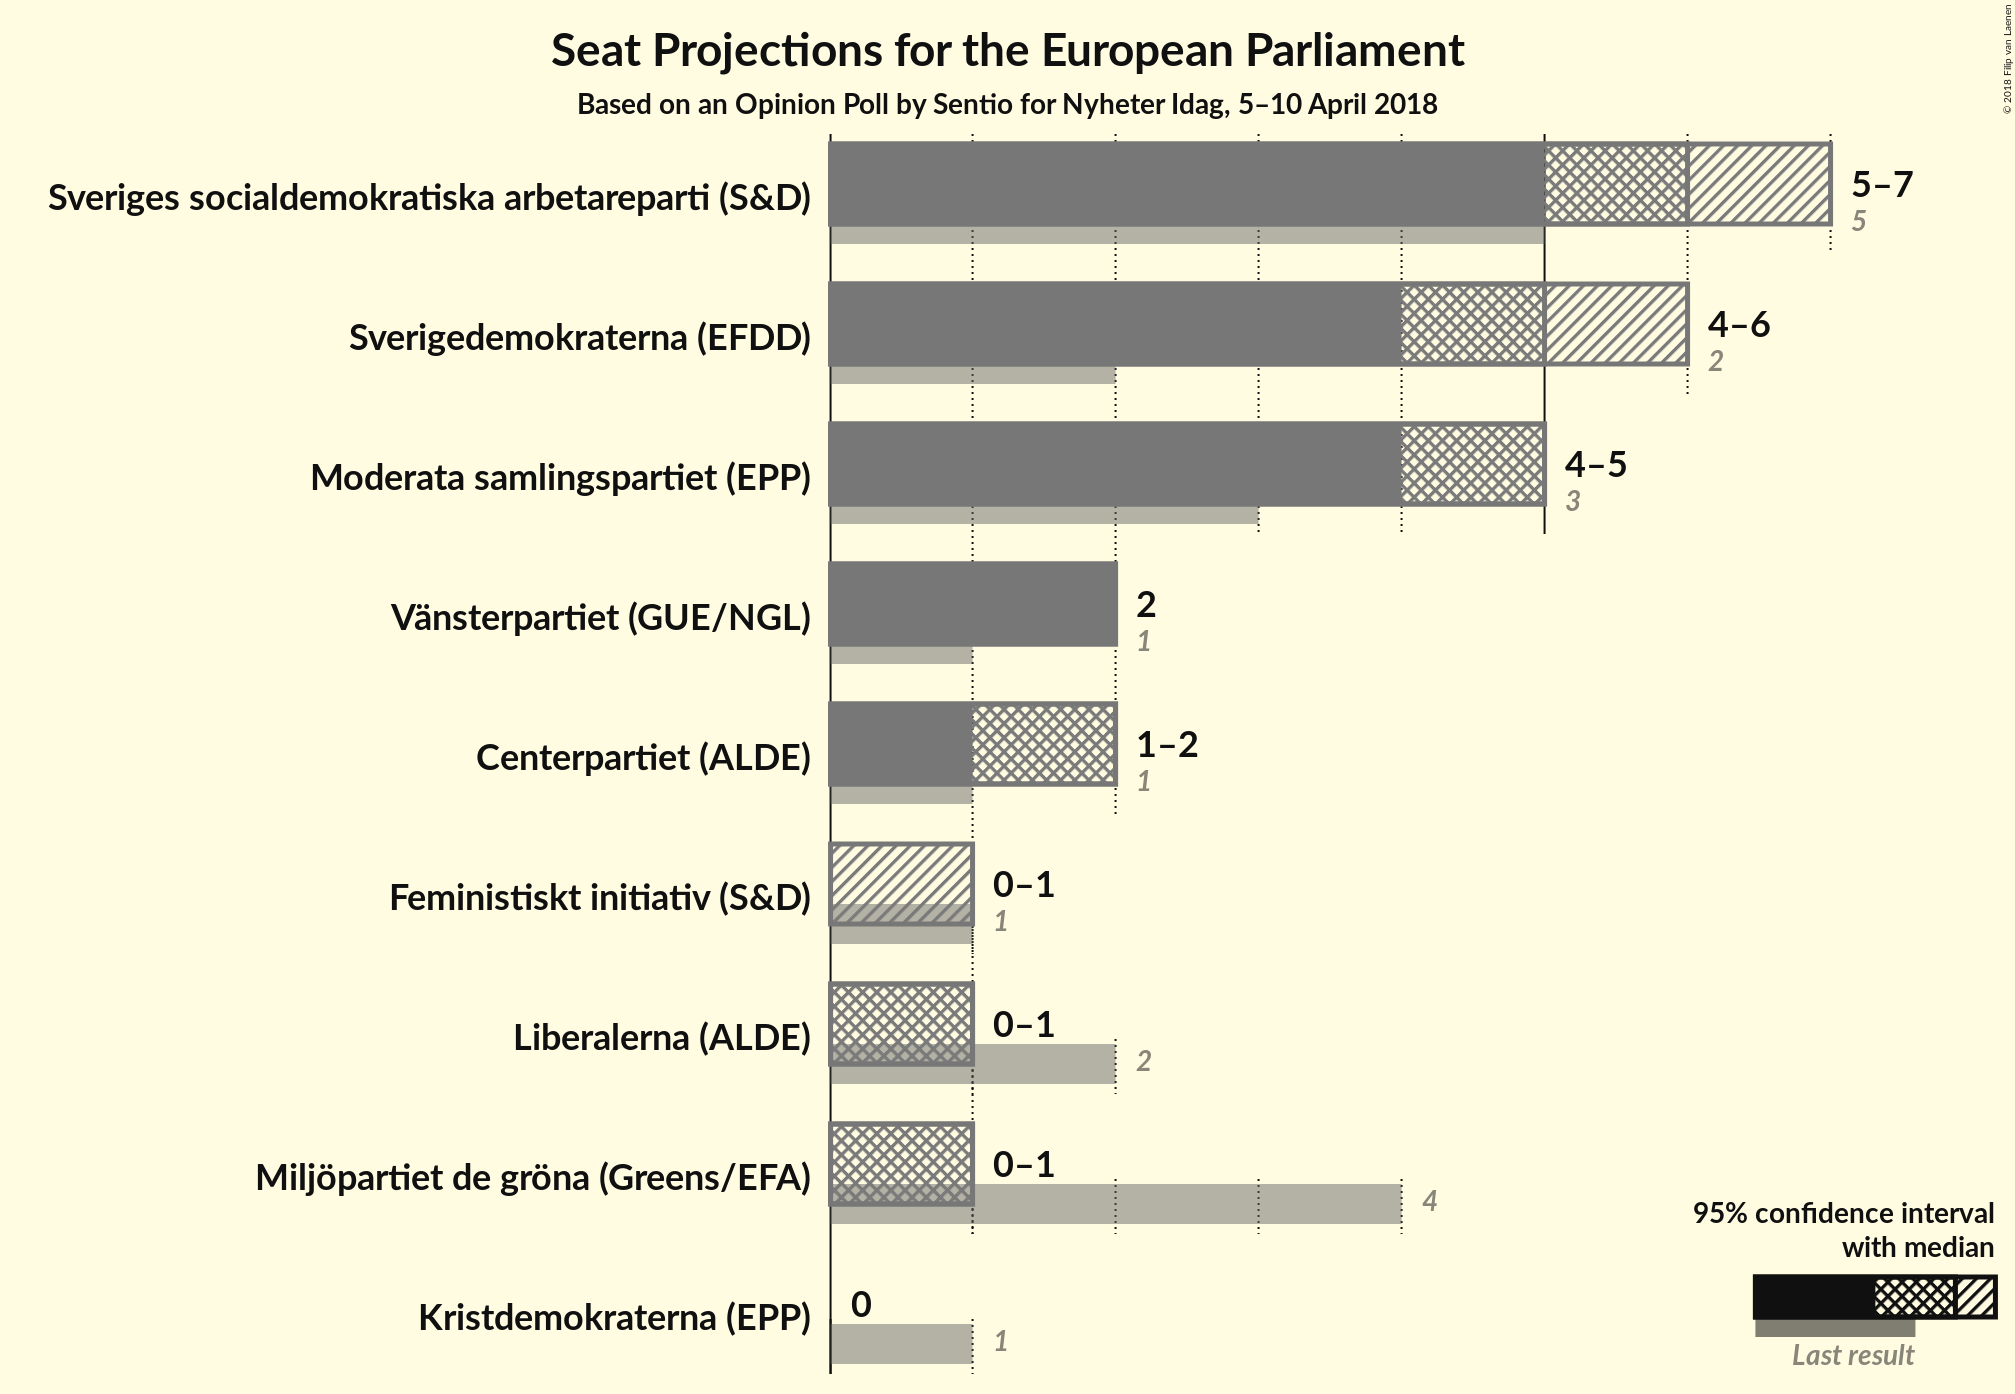 Seat Projections for the European Parliament
Based on an Opinion Poll by Sentio for Nyheter Idag, 5–10 April 2018
© 2018 Filip van Laenen
Sveriges socialdemokratiska arbetareparti (S&D)
5–7
5
Sverigedemokraterna (EFDD)
4–6
2
Moderata samlingspartiet (EPP)
4–5
3
Vänsterpartiet (GUE/NGL)
2
1
Centerpartiet (ALDE)
1–2
1
Feministiskt initiativ (S&D)
0–1
1
Liberalerna (ALDE)
0–1
2
Miljöpartiet de gröna (Greens/EFA)
0–1
4
Kristdemokraterna (EPP)
0
1
95% confidence interval
with median
Last result